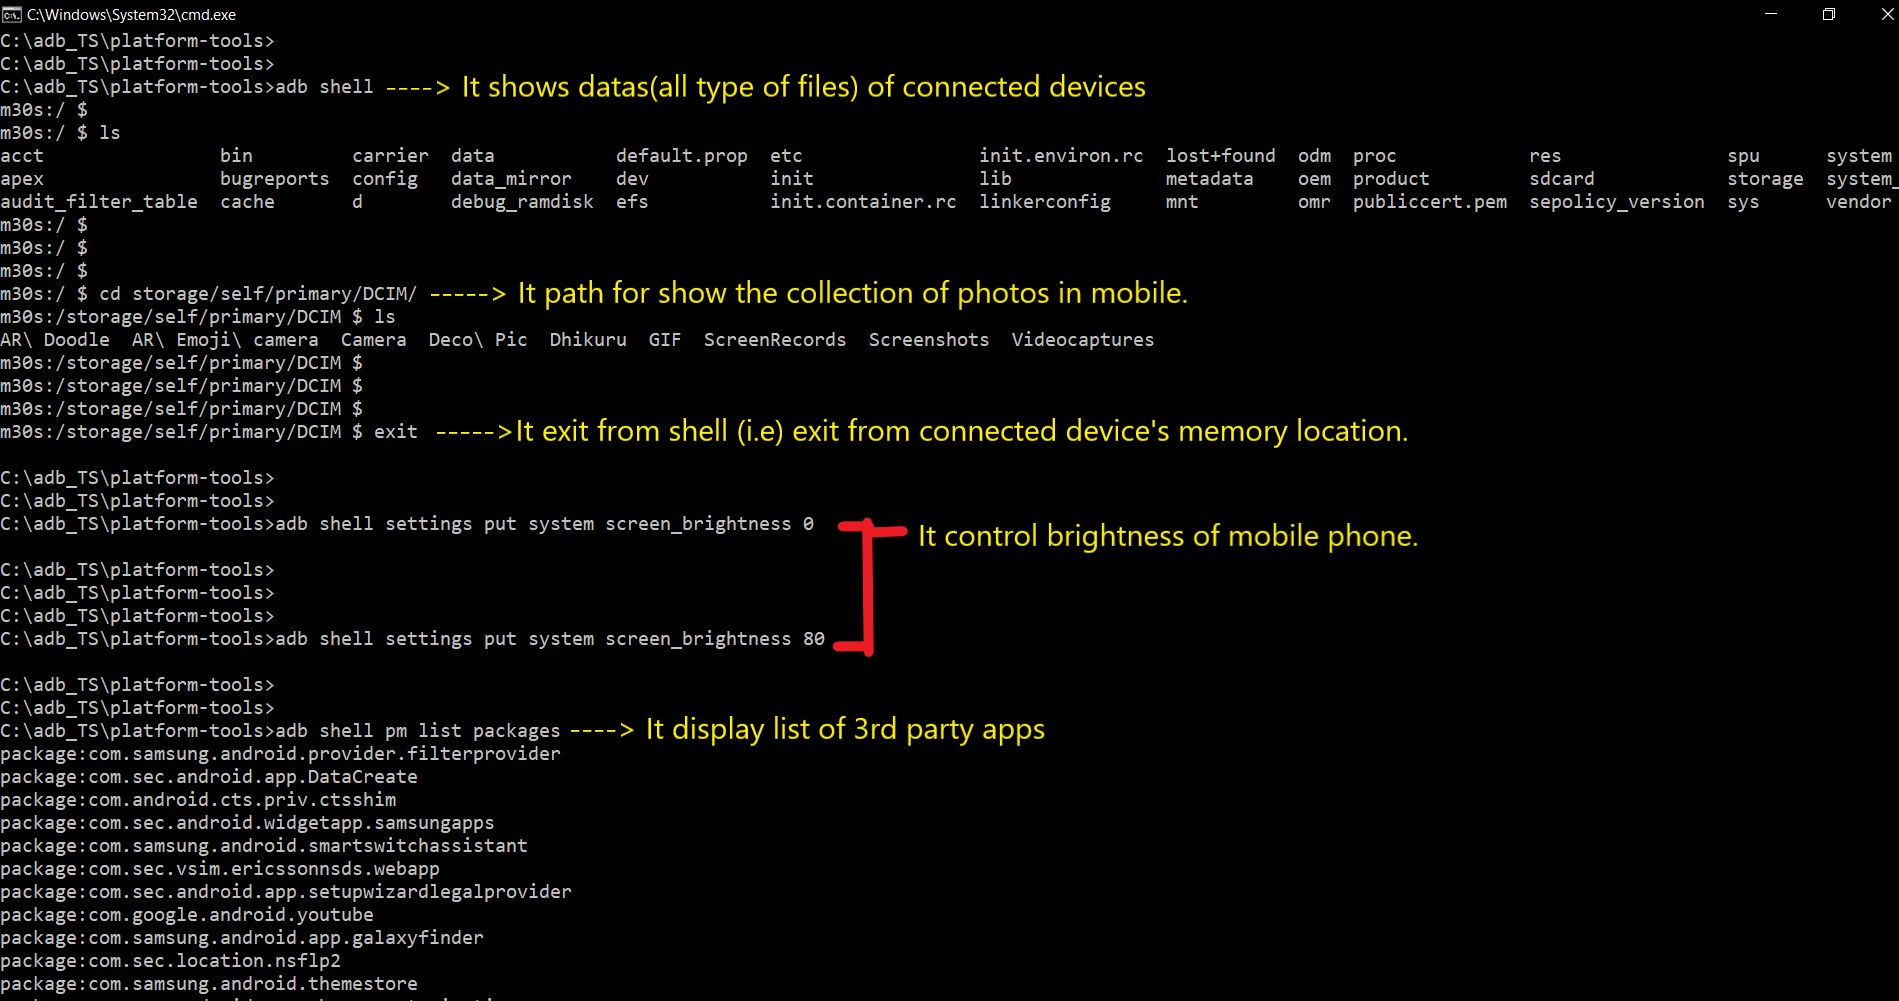 C:\Windows\System32\cmd.exe
C:\adb_TS\platform-tools>
C:\adb_TS\platform-tools>
C:\adb_TS\platform-tools>adb shell ----> It shows datas(all type of files) of connected devices
m30s:/ $
m30s:/ $ ls
acct bin carrier data default.prop etc init.environ.rc lost+found odm proc res spu system
apex bugreports config data_mirror dev init lib metadata oem product sdcard storage system_
audit_filter_table cache d debug_ramdisk efs init.container.rc linkerconfig mnt omr publiccert.pem sepolicy_version sys vendor
m30s:/ $
m30s:/ $
m30s:/ $
m30s:/ $ cd storage/self/primary/DCIM/ -----> It path for show the collection of photos in mobile.
m30s:/storage/self/primary/DCIM $ ls
AR\ Doodle AR\ Emoji\ camera Camera Deco\ Pic Dhikuru GIF ScreenRecords Screenshots Videocaptures
m30s:/storage/self/primary/DCIM $
m30s:/storage/self/primary/DCIM $
m30s:/storage/self/primary/DCIM $
m30s:/storage/self/primary/DCIM $ exit ----->It exit from shell (i.e) exit from connected device's memory location.
C:\adb_TS\platform-tools>
C:\adb_TS\platform-tools>
C:\adb_TS\platform-tools>adb shell settings put system screen_brightness 0
It control brightness of mobile phone.
C:\adb_TS\platform-tools>
C:\adb_TS\platform-tools>
C:\adb_TS\platform-tools>
C:\adb_TS\platform-tools>adb shell settings put system screen_brightness 80
C:\adb_TS\platform-tools>
C:\adb_TS\platform-tools>
C:\adb_TS\platform-tools>adb shell pm list packages ----> It display list of 3rd party apps
package:com.samsung.android.provider.filterprovider
package:com.sec.android.app.DataCreate
package:com.android.cts.priv.ctsshim
package:com.sec.android.widgetapp.samsungapps
package:com.samsung.android.smartswitchassistant
package:com.sec.vsim.ericssonnsds.webapp
package:com.sec.android.app.setupwizardlegalprovider
package:com.google.android.youtube
package:com.samsung.android.app.galaxyfinder
package:com.sec.location.nsflp2
package:com.samsung.android.themestore